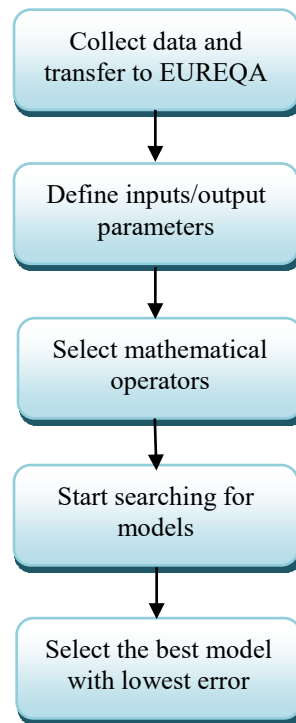 Collect data and
transfer to EUREQA
Define inputs/output
parameters
Select mathematical
operators
Start searching for
models
Select the best model
with lowest error